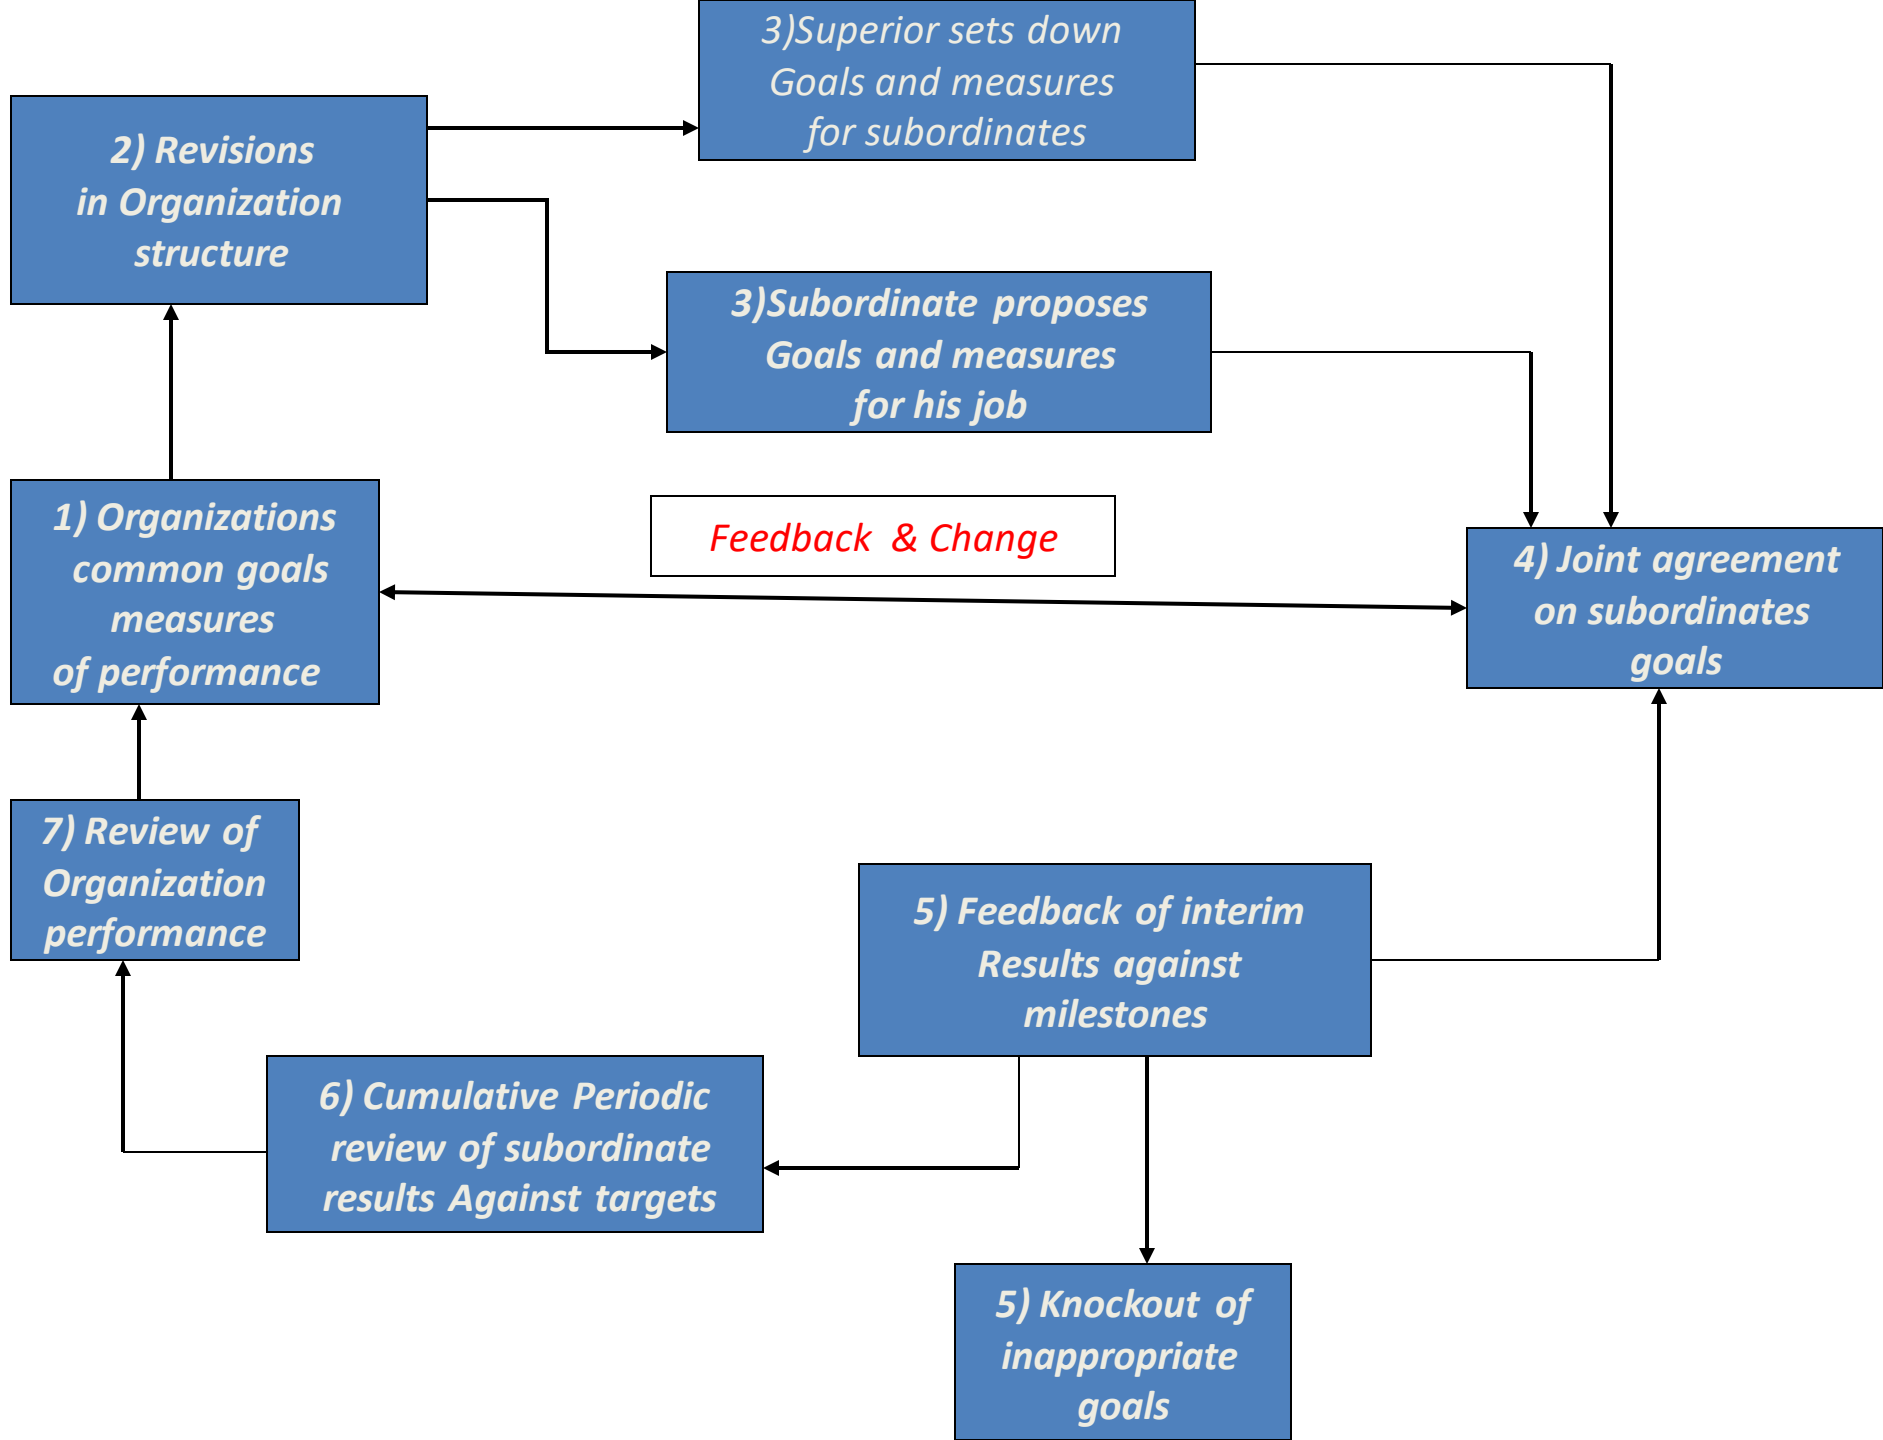 3)Superior sets down
Goals and measures
for subordinates
2) Revisions
in Organization
structure
3)Subordinate proposes
Goals and measures
for his job
1) Organizations
common goals
measures
of performance
Feedback & Change
4) Joint agreement
on subordinates
goals
7) Review of
Organization
performance
5) Feedback of interim
Results against
milestones
6) Cumulative Periodic
review of subordinate
results Against targets
5) Knockout of
inappropriate
goals